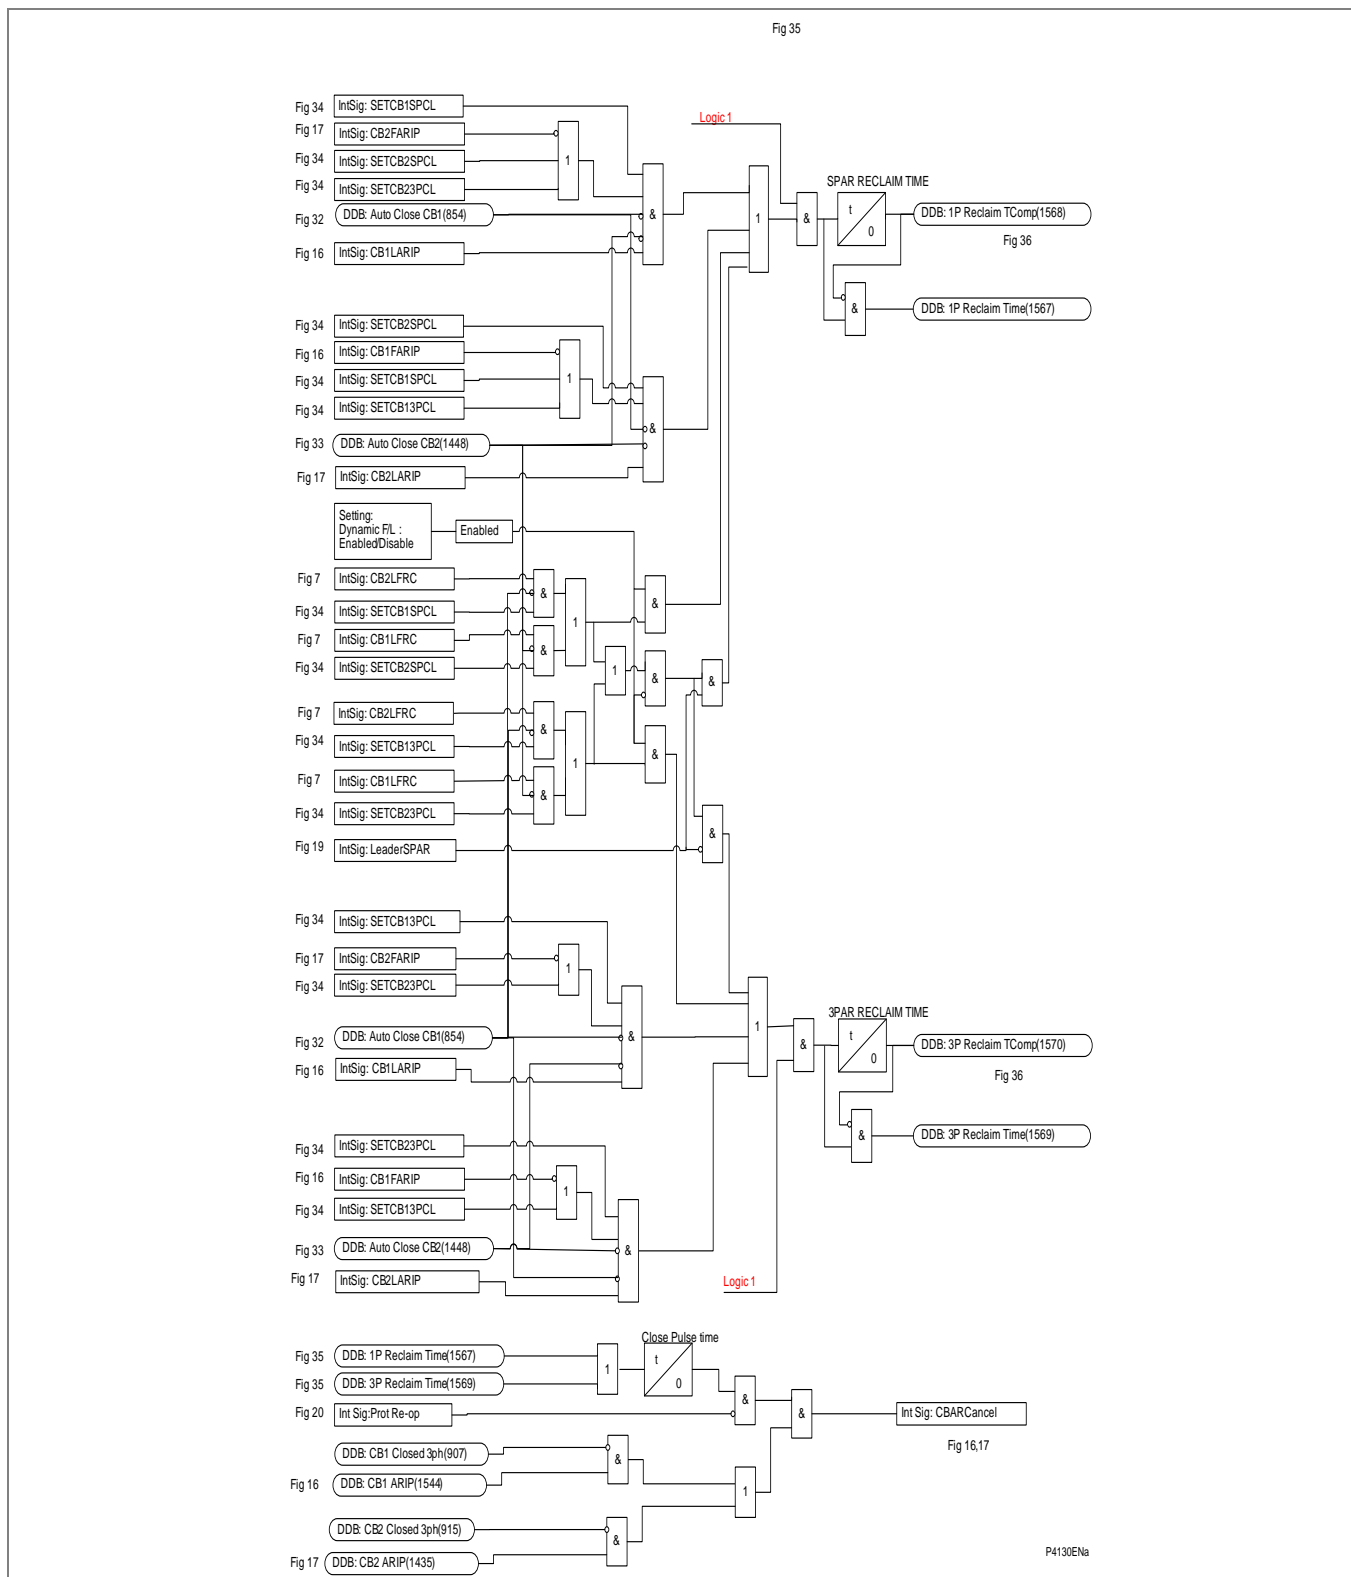 Fig 35
Fig 34 IntSig: SETCB1SPCL
Logic 1
Fig 17 IntSig: CB2FARIP
1
Fig 34 IntSig: SETCB2SPCL
Fig 34 IntSig: SETCB23PCL
SPAR RECLAIM TIME
Fig 32 DDB: Auto Close CB1(854)
&
1
&
t
0
DDB: 1P Reclaim TComp(1568)
Fig 36
Fig 16 IntSig: CB1LARIP
&
DDB: 1P Reclaim Time(1567)
Fig 34 IntSig: SETCB2SPCL
Fig 16 IntSig: CB1FARIP
1
Fig 34 IntSig: SETCB1SPCL
Fig 34 IntSig: SETCB13PCL
&
Fig 33 DDB: Auto Close CB2(1448)
Fig 17 IntSig: CB2LARIP
Setting:
Dynamic F/L :
Enabled/Disable
Enabled
Fig 7 IntSig: CB2LFRC
&
&
Fig 34 IntSig: SETCB1SPCL
1
Fig 7 IntSig: CB1LFRC
&
1
Fig 34 IntSig: SETCB2SPCL
&
&
Fig 7 IntSig: CB2LFRC
&
Fig 34 IntSig: SETCB13PCL
&
1
Fig 7 IntSig: CB1LFRC
&
Fig 34 IntSig: SETCB23PCL
&
Fig 19 IntSig: LeaderSPAR
Fig 34 IntSig: SETCB13PCL
Fig 17 IntSig: CB2FARIP
1
Fig 34 IntSig: SETCB23PCL
3PAR RECLAIM TIME
Fig 32 DDB: Auto Close CB1(854)
&
1
&
t
0
DDB: 3P Reclaim TComp(1570)
Fig 36
Fig 16 IntSig: CB1LARIP
&
DDB: 3P Reclaim Time(1569)
Fig 34 IntSig: SETCB23PCL
Fig 16 IntSig: CB1FARIP
1
Fig 34 IntSig: SETCB13PCL
Fig 33 DDB: Auto Close CB2(1448)
&
Fig 17 IntSig: CB2LARIP
Logic 1
Close Pulse time
Fig 35 DDB: 1P Reclaim Time(1567)
1
t
0
Fig 35 DDB: 3P Reclaim Time(1569)
&
Fig 20 Int Sig:Prot Re-op
&
Int Sig: CBARCancel
Fig 16,17
DDB: CB1 Closed 3ph(907)
&
Fig 16 DDB: CB1 ARIP(1544)
1
DDB: CB2 Closed 3ph(915)
&
Fig 17 DDB: CB2 ARIP(1435)
P4130ENa